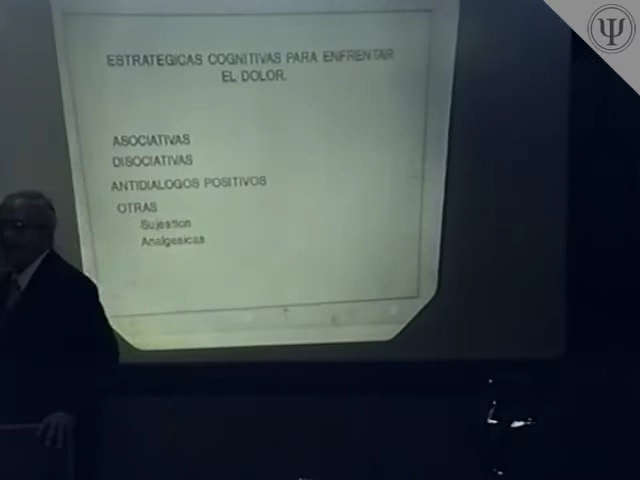 ESTRATEGICAS COGNITIVAS PARA ENFRENTAR
EL DOLOR.
ASOCIATIVAS
DISOCIATIVAS
ANTIDIALOGOS POSITIVOS
OTRAS
Sujestion
Analgesicas
Ψ